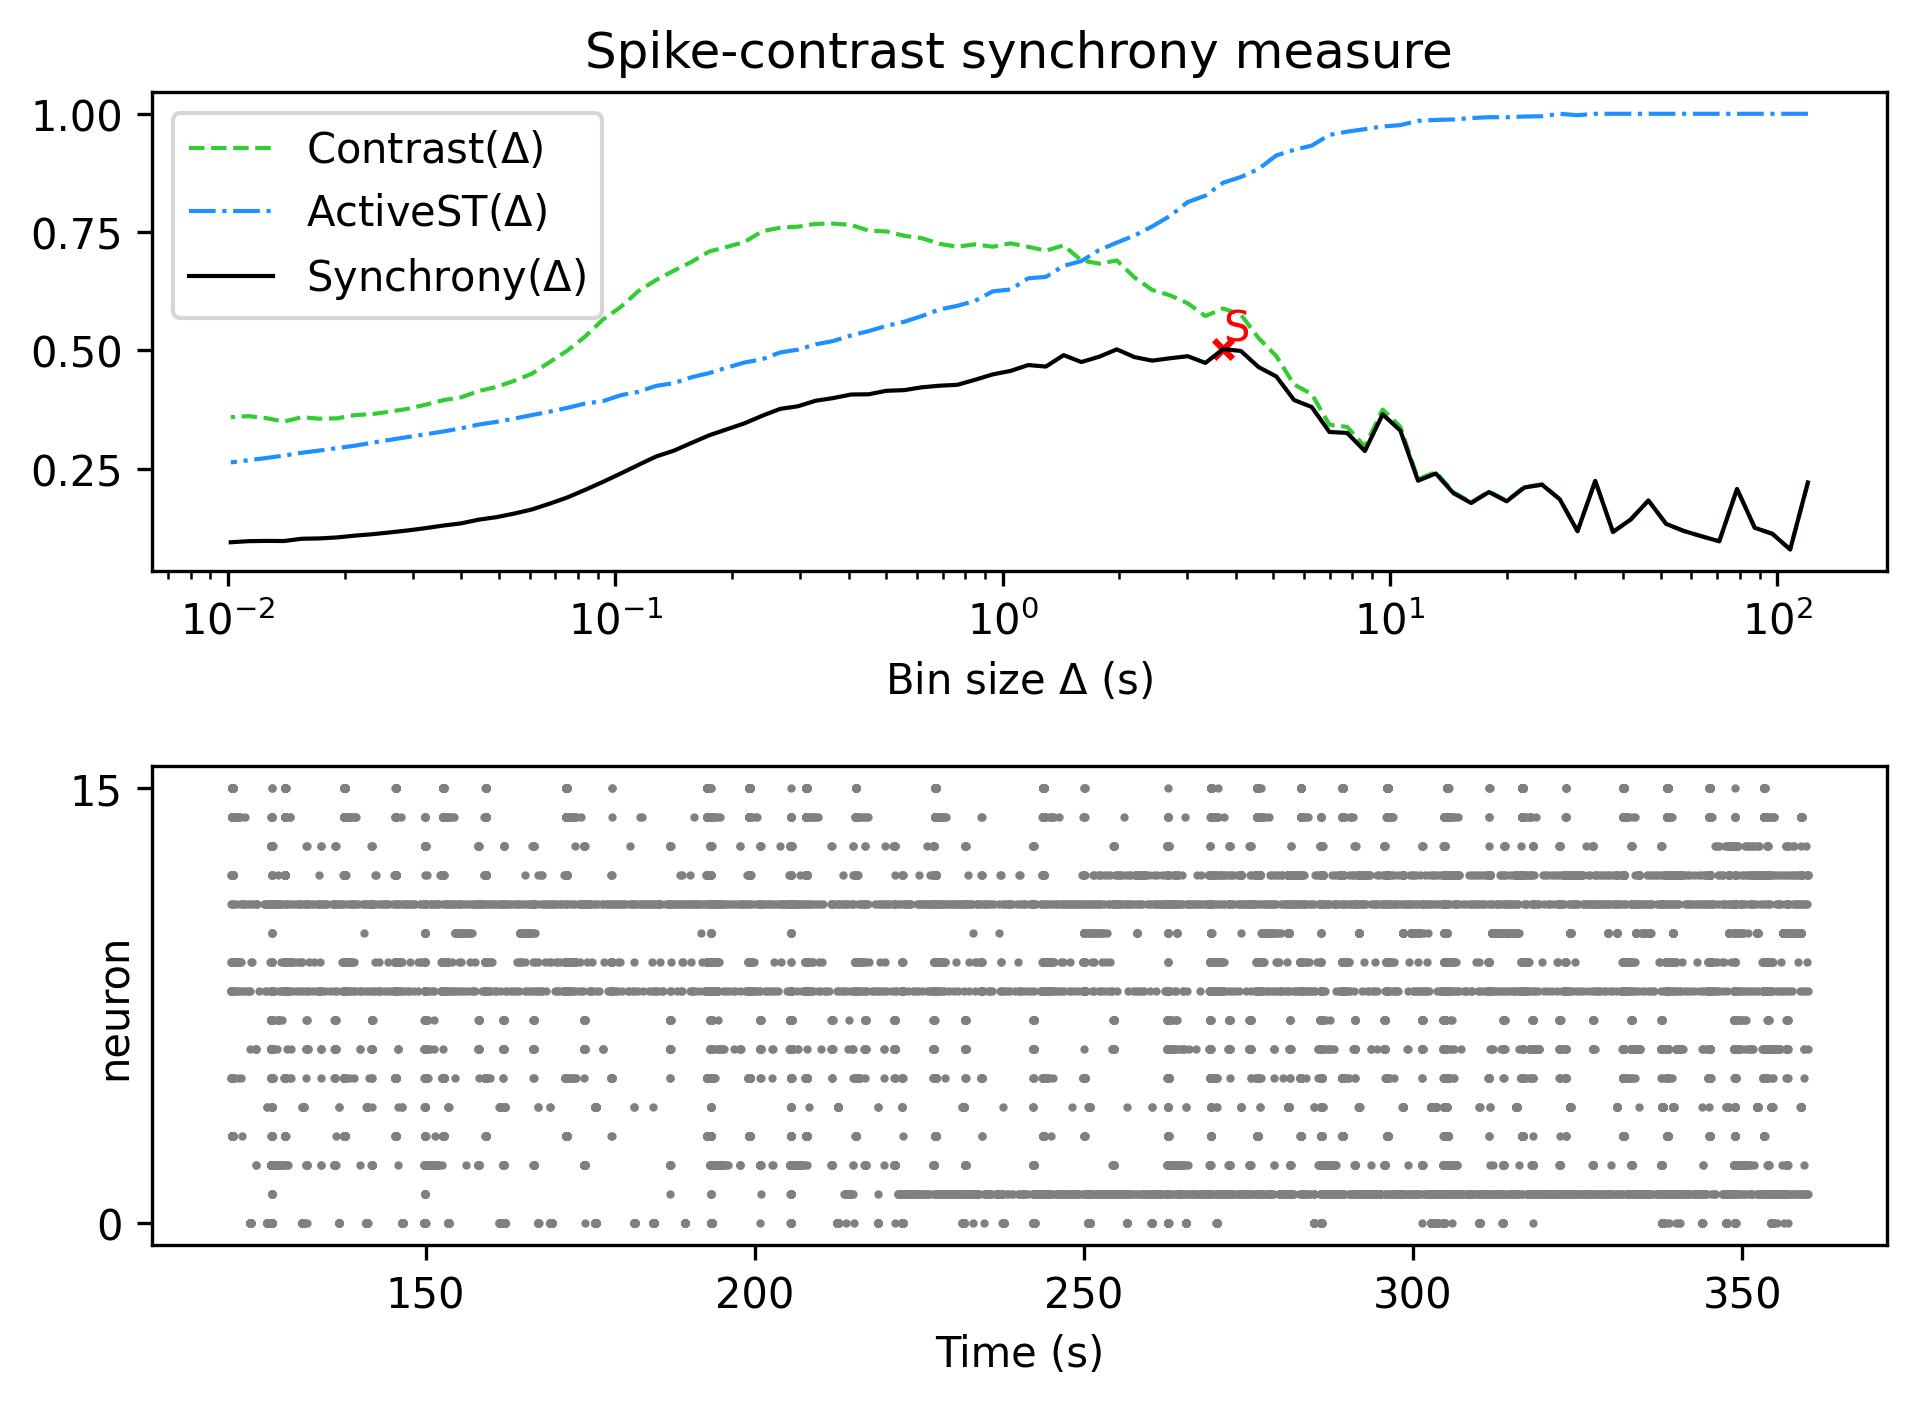 Spike-contrast synchrony measure
1.00
0.75
0.50
0.25
Contrast(Δ)
ActiveST(Δ)
Synchrony(Δ)
S
10⁻² 10⁻¹ 10⁰ 10¹ 10²
Bin size Δ (s)
15
0
neuron
150 200 250 300 350
Time (s)